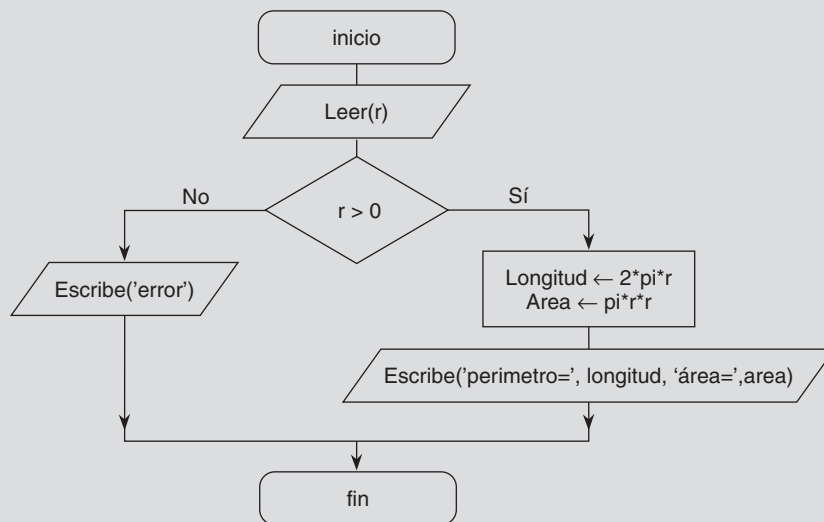 inicio
Leer(r)
No
r > 0
Sí
Escribe('error')
Longitud ← 2*pi*r
Area ← pi*r*r
Escribe('perimetro=', longitud, ‘área=',area)
fin